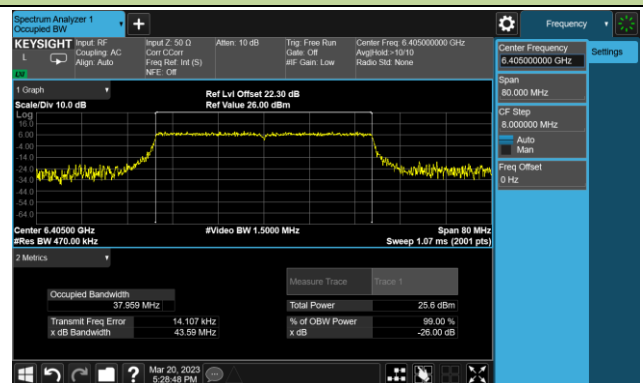 Spectrum Analyzer 1
Occupied BW
Frequency
KEYSIGHT
L
Input: RF
Coupling: AC
Align: Auto
Input Z: 50 Ω
Corr CCorr
Freq Ref: Int (S)
NFE: Off
Atten: 10 dB
Trig: Free Run
Gate: Off
#IF Gain: Low
Center Freq: 6.405000000 GHz
Avg|Hold:>10/10
Radio Std: None
Center Frequency
6.405000000 GHz
Settings
Span
80.000 MHz
CF Step
8.000000 MHz
Auto
Man
Freq Offset
0 Hz
1 Graph
Scale/Div 10.0 dB
Ref Lvl Offset 22.30 dB
Ref Value 26.00 dBm
Log
16.0
6.00
-4.00
-14.0
-24.0
-34.0
-44.0
-54.0
-64.0
Center 6.40500 GHz
#Res BW 470.00 kHz
#Video BW 1.5000 MHz
Span 80 MHz
Sweep 1.07 ms (2001 pts)
2 Metrics
Measure Trace
Trace 1
Occupied Bandwidth
37.959 MHz
Total Power
25.6 dBm
Transmit Freq Error
14.107 kHz
% of OBW Power
99.00 %
x dB Bandwidth
43.59 MHz
x dB
-26.00 dB
?
Mar 20, 2023
5:28:48 PM